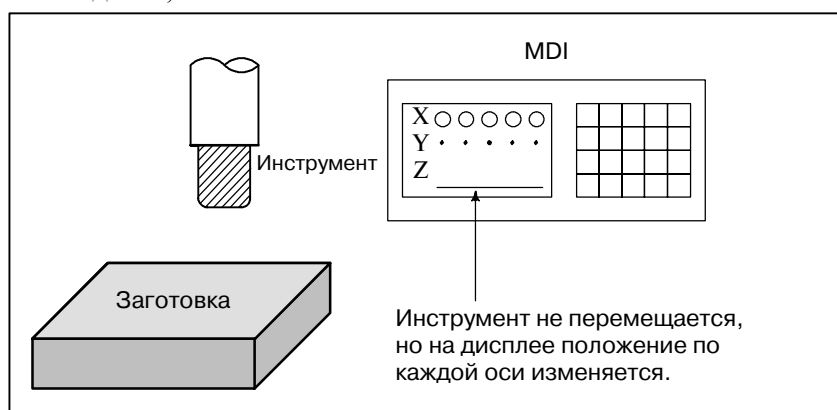 MDI
X
Y
Z
Инструмент
Заготовка
Инструмент не перемещается,
но на дисплее положение по
каждой оси изменяется.